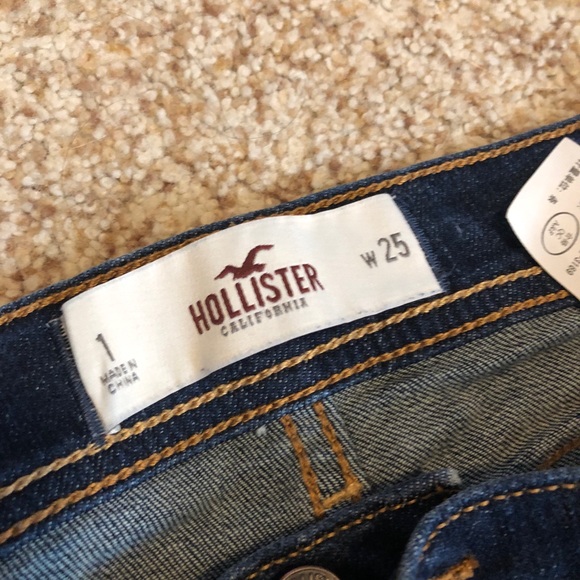 HOLLISTER
CALIFORNIA
W 25
1
MADE IN
CHINA